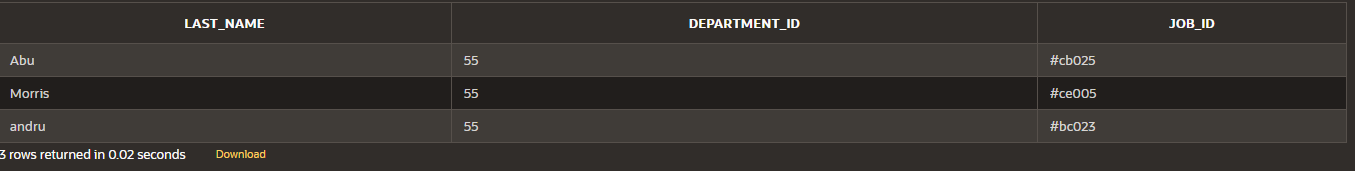 LAST_NAME DEPARTMENT_ID JOB_ID
Abu 55 #cb025
Morris 55 #ce005
andru 55 #bc023
3 rows returned in 0.02 seconds Download